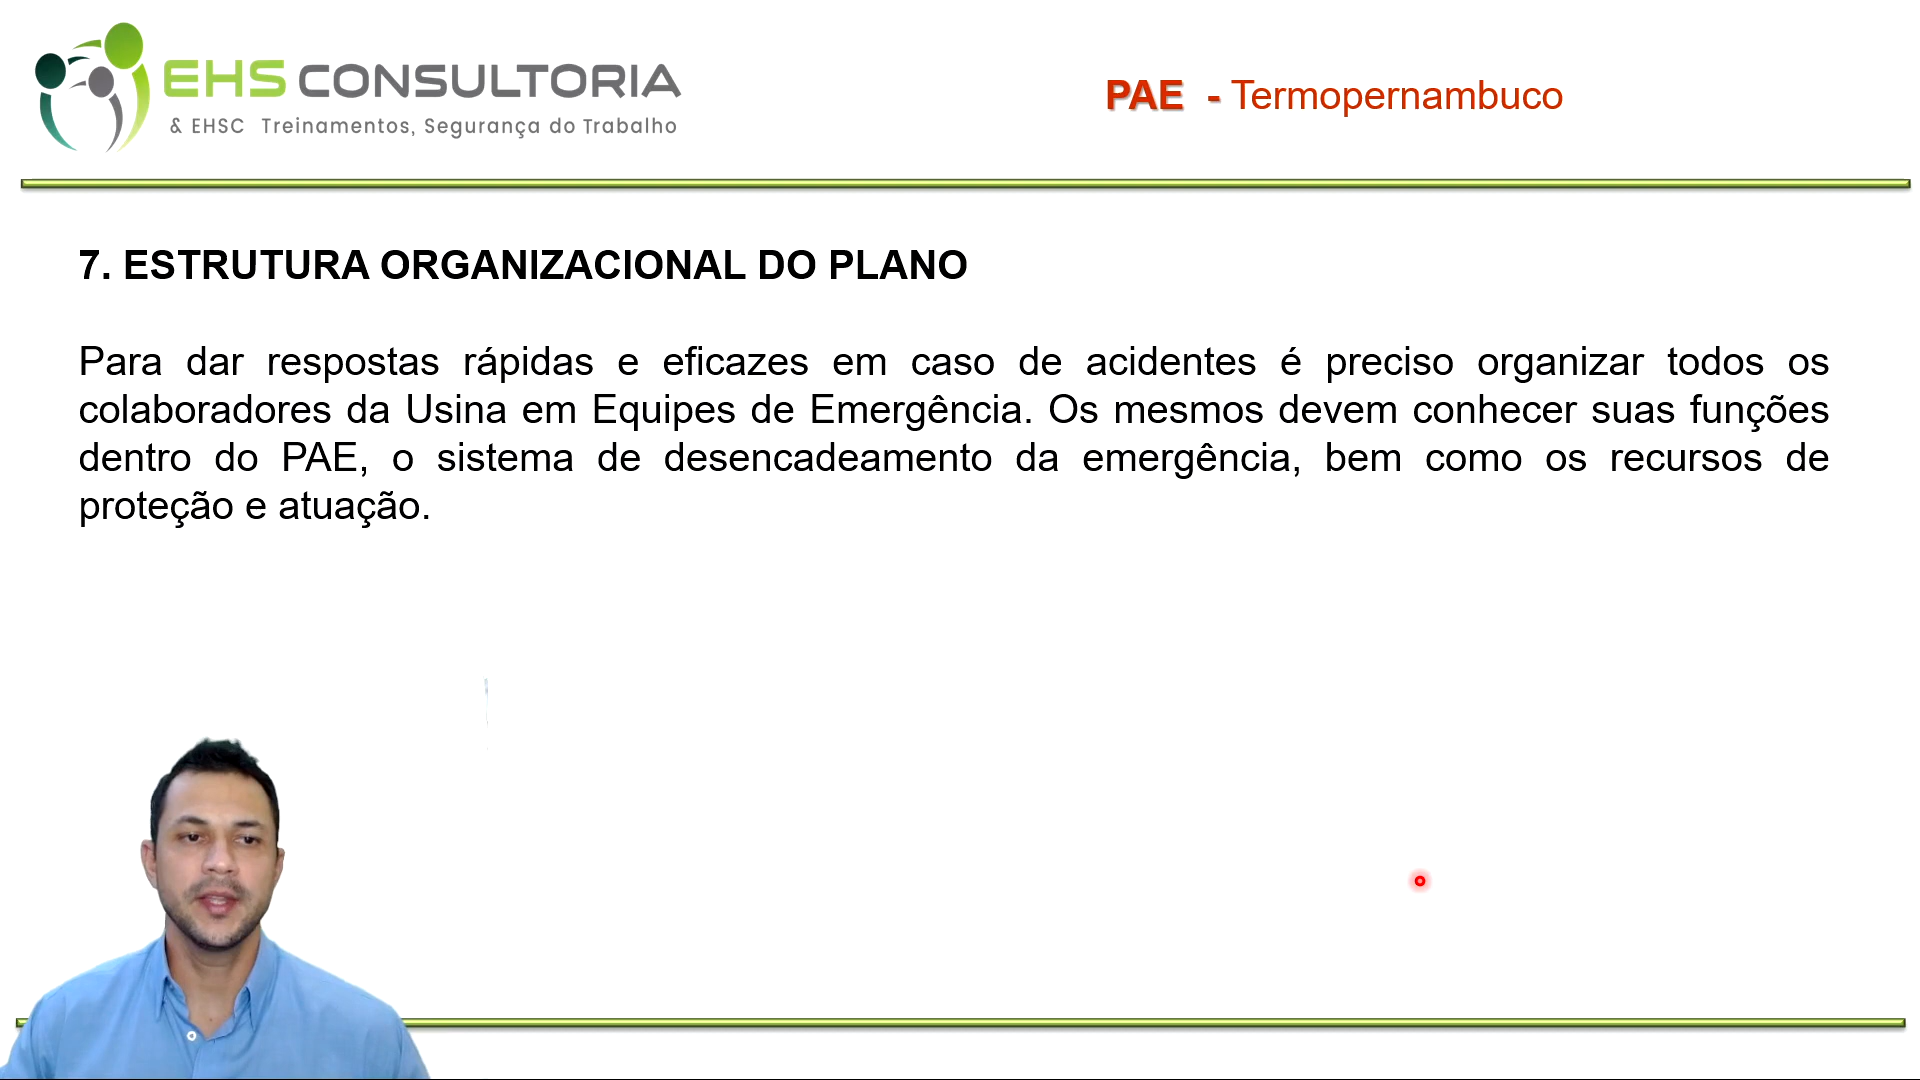 EHS CONSULTORIA
& EHSC Treinamentos, Segurança do Trabalho
PAE - Termopernambuco
7. ESTRUTURA ORGANIZACIONAL DO PLANO
Para dar respostas rápidas e eficazes em caso de acidentes é preciso organizar todos os
colaboradores da Usina em Equipes de Emergência. Os mesmos devem conhecer suas funções
dentro do PAE, o sistema de desencadeamento da emergência, bem como os recursos de
proteção e atuação.